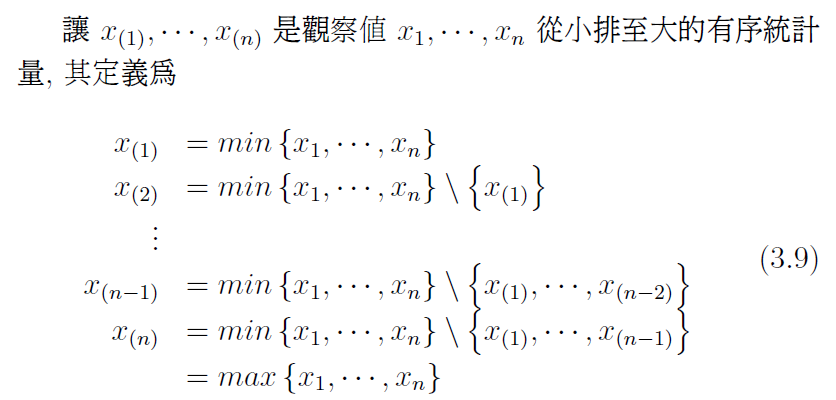 讓 x_{(1)}, ⋯, x_{(n)} 是觀察値 x_1, ⋯, x_n 從小排至大的有序統計
量, 其定義爲
x_{(1)} = min {x_1, ⋯, x_n}
x_{(2)} = min {x_1, ⋯, x_n} \ {x_{(1)}}
⋮
x_{(n−1)} = min {x_1, ⋯, x_n} \ {x_{(1)}, ⋯, x_{(n−2)}}
x_{(n)} = min {x_1, ⋯, x_n} \ {x_{(1)}, ⋯, x_{(n−1)}}
= max {x_1, ⋯, x_n}
(3.9)